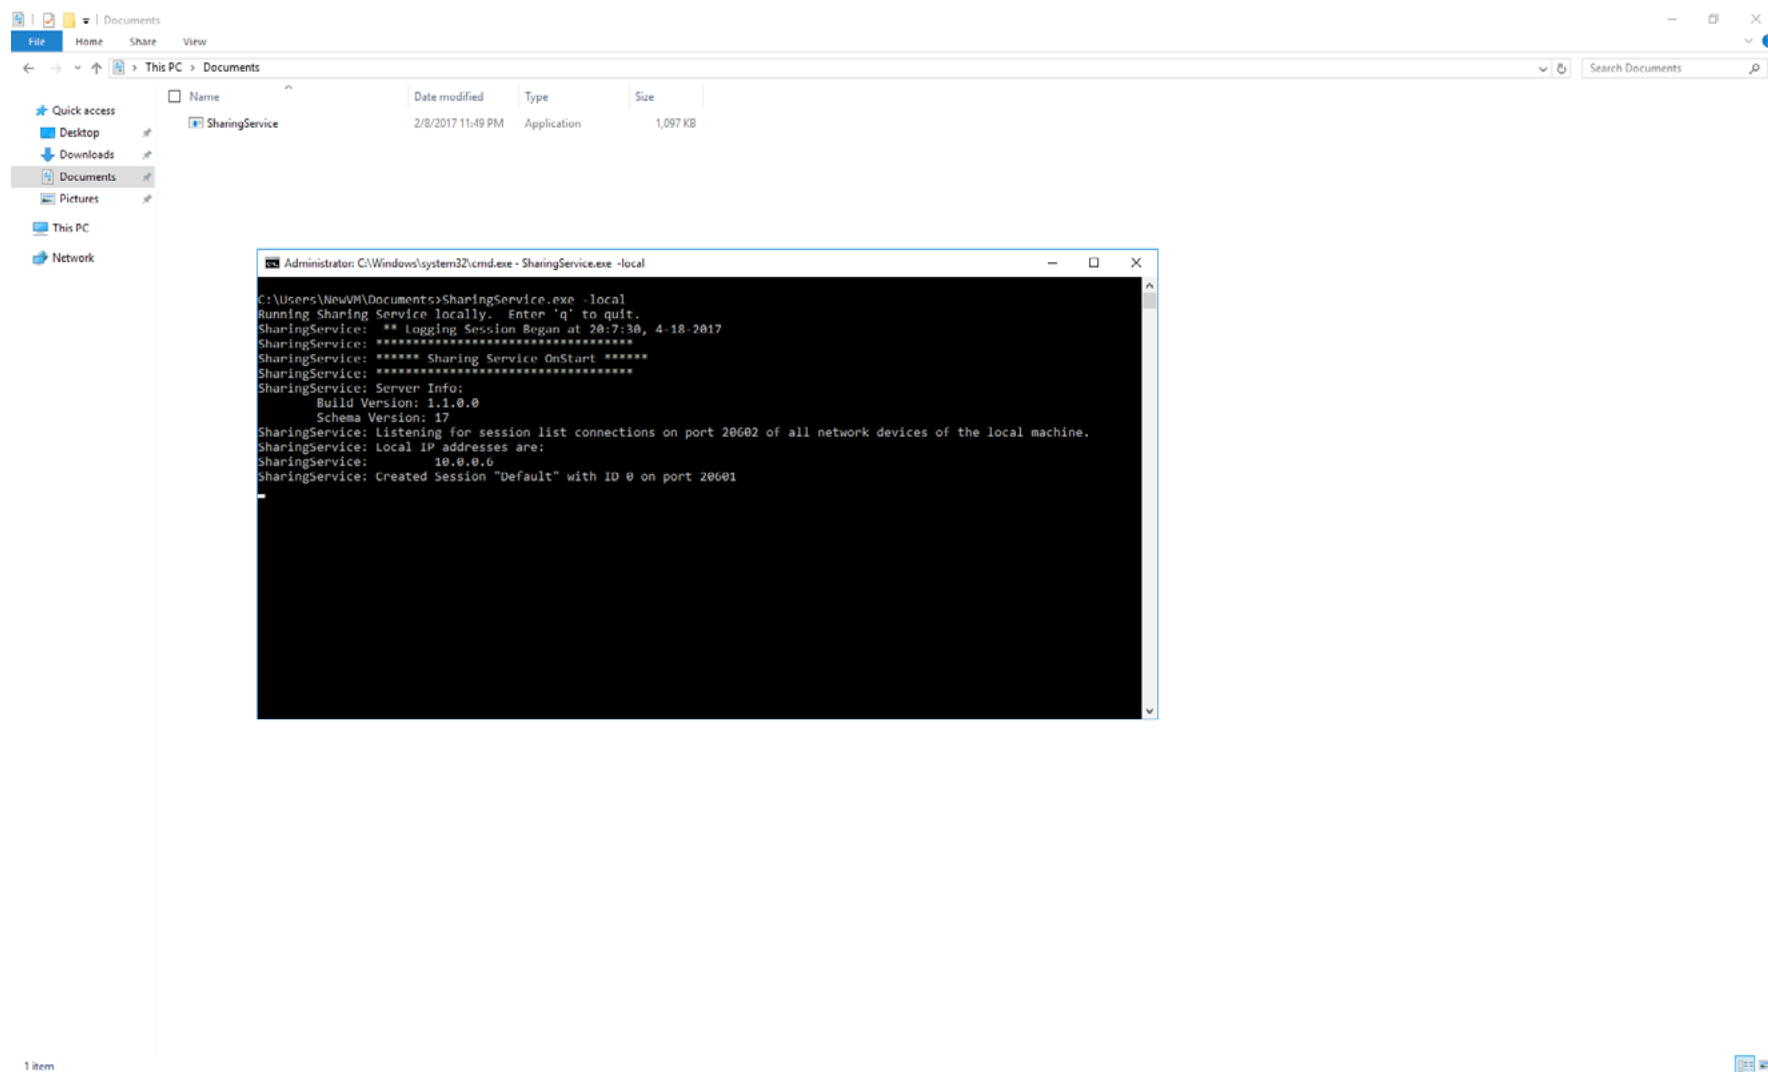 Documents
File Home Share View
This PC > Documents
Search Documents
Name Date modified Type Size
SharingService 2/8/2017 11:49 PM Application 1,097 KB
Quick access
Desktop
Downloads
Documents
Pictures
This PC
Network
Administrator: C:\Windows\system32\cmd.exe - SharingService.exe -local
C:\Users\NewVM\Documents>SharingService.exe -local
Running Sharing Service locally.  Enter 'q' to quit.
SharingService:  ** Logging Session Began at 20:7:30, 4-18-2017
SharingService: ***********************************
SharingService: ****** Sharing Service OnStart ******
SharingService: ***********************************
SharingService: Server Info:
Build Version: 1.1.0.0
Schema Version: 17
SharingService: Listening for session list connections on port 20602 of all network devices of the local machine.
SharingService: Local IP addresses are:
SharingService: 10.0.0.6
SharingService: Created Session "Default" with ID 0 on port 20601
1 item